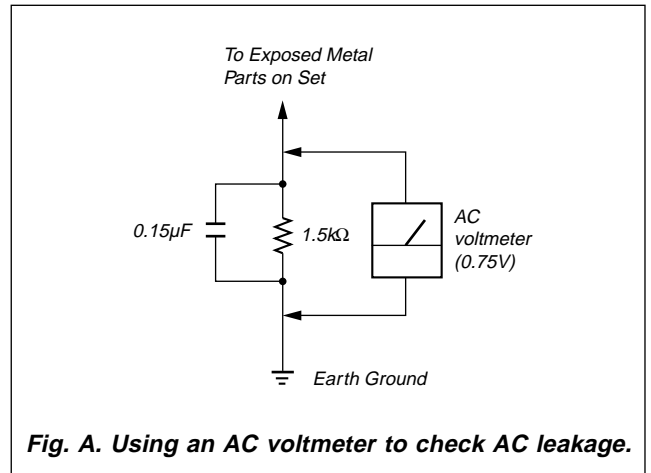 To Exposed Metal
Parts on Set
0.15µF
1.5kΩ
AC
voltmeter
(0.75V)
Earth Ground
Fig. A. Using an AC voltmeter to check AC leakage.